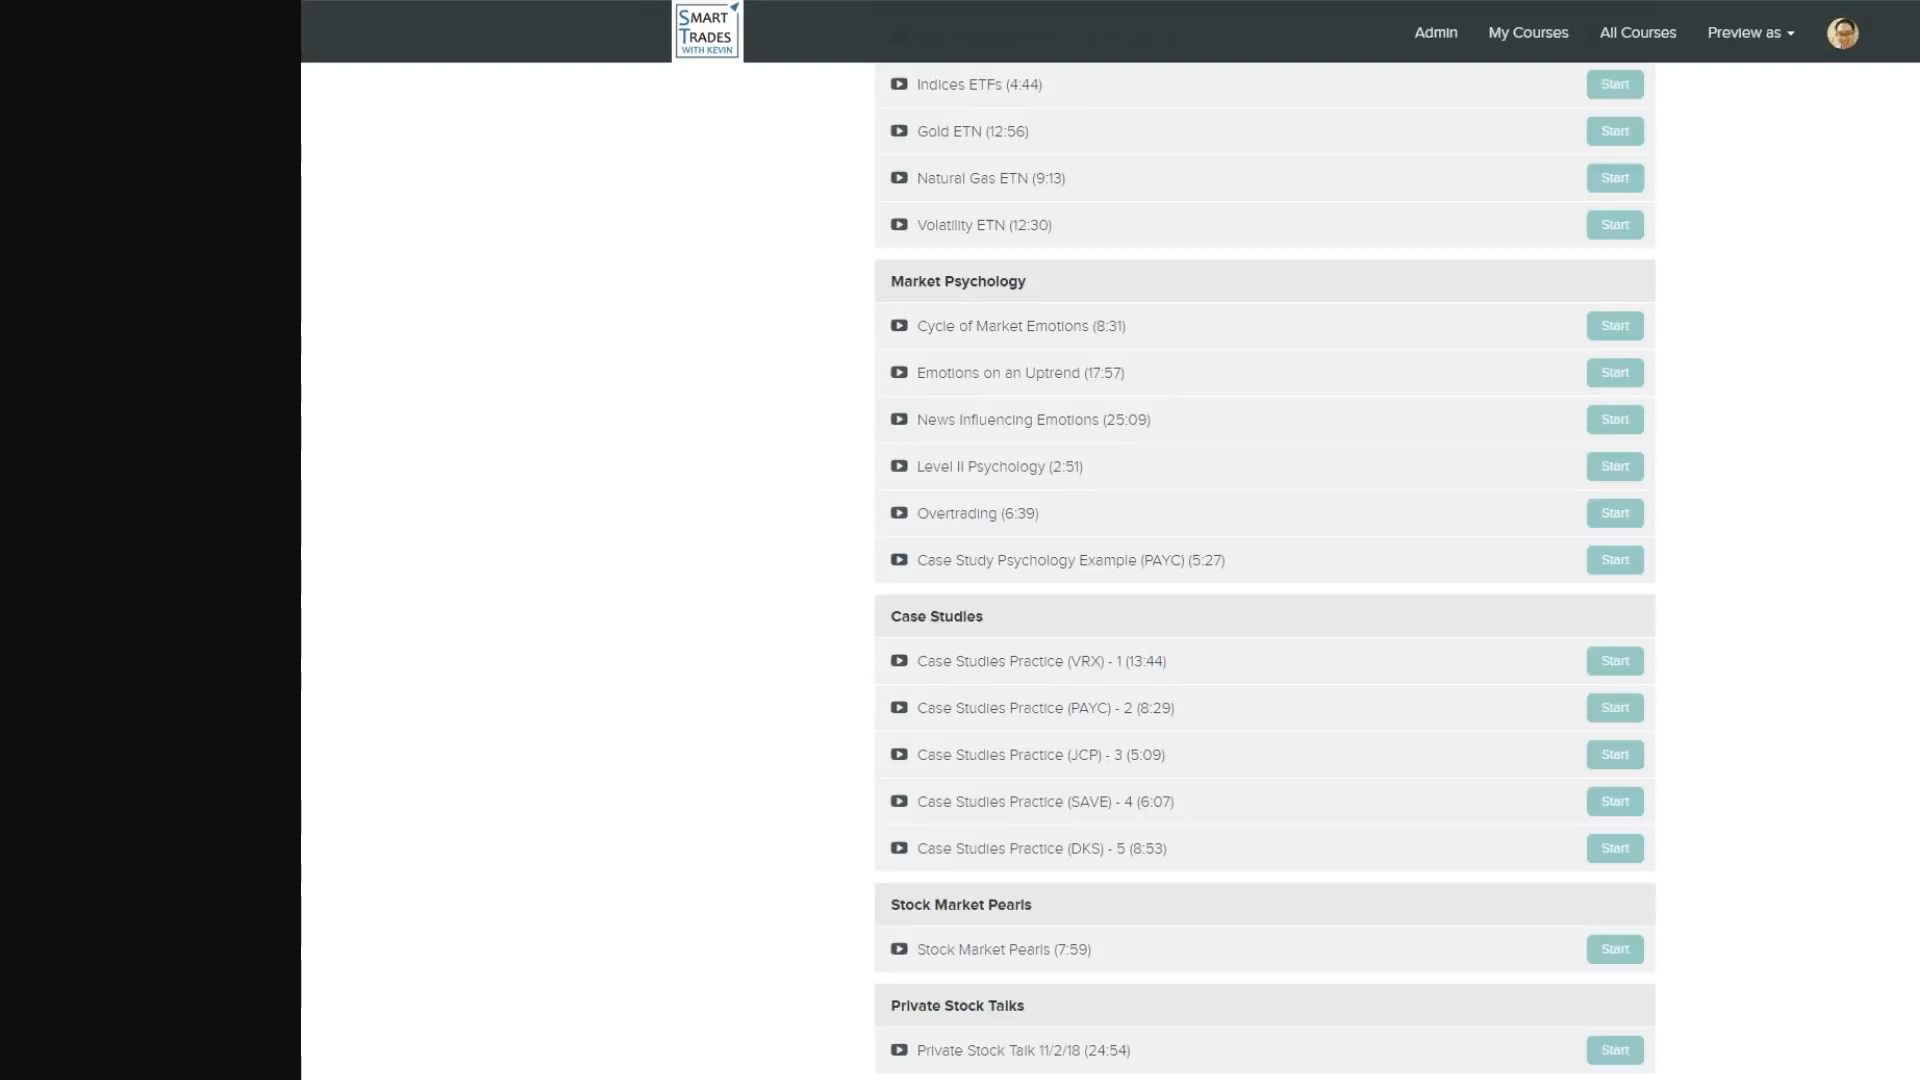 SMART
TRADES
WITH KEVIN
Admin
My Courses
All Courses
Preview as
Indices ETFs (4:44)
Start
Gold ETN (12:56)
Start
Natural Gas ETN (9:13)
Start
Volatility ETN (12:30)
Start
Market Psychology
Cycle of Market Emotions (8:31)
Start
Emotions on an Uptrend (17:57)
Start
News Influencing Emotions (25:09)
Start
Level II Psychology (2:51)
Start
Overtrading (6:39)
Start
Case Study Psychology Example (PAYC) (5:27)
Start
Case Studies
Case Studies Practice (VRX) - 1 (13:44)
Start
Case Studies Practice (PAYC) - 2 (8:29)
Start
Case Studies Practice (JCP) - 3 (5:09)
Start
Case Studies Practice (SAVE) - 4 (6:07)
Start
Case Studies Practice (DKS) - 5 (8:53)
Start
Stock Market Pearls
Stock Market Pearls (7:59)
Start
Private Stock Talks
Private Stock Talk 11/2/18 (24:54)
Start